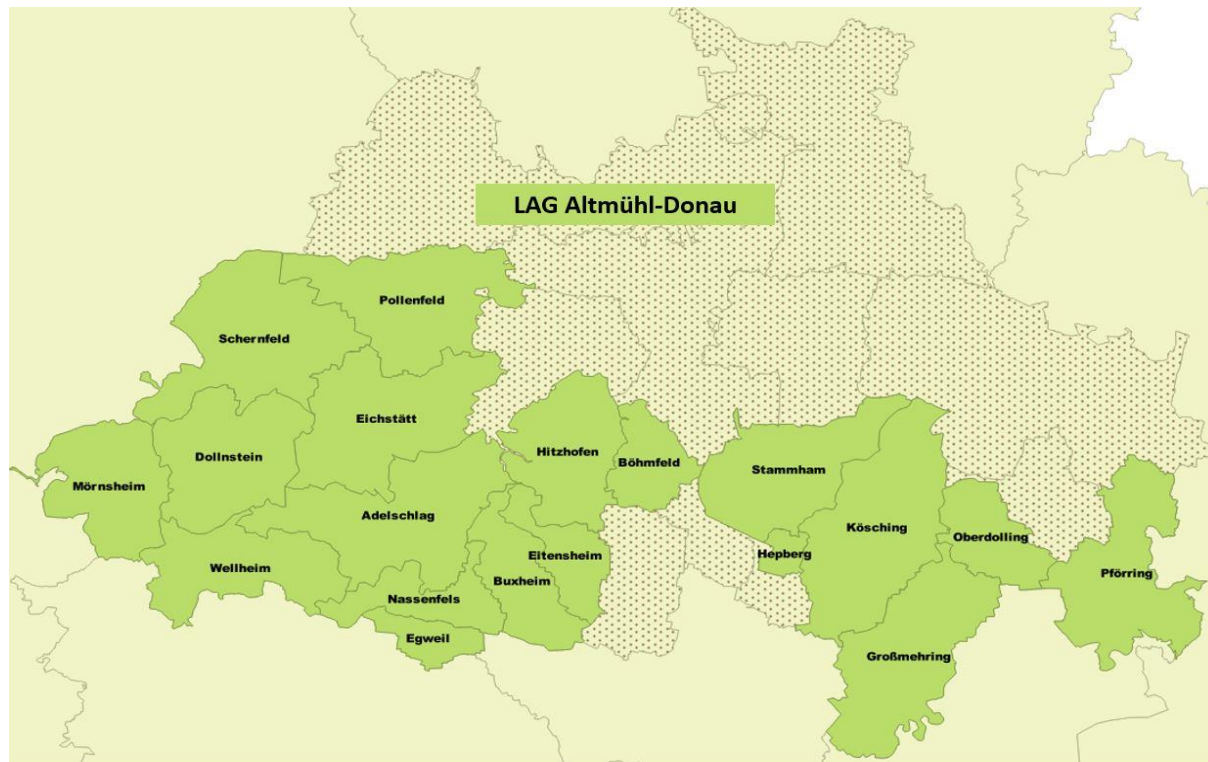 LAG Altmühl-Donau
Pollenfeld
Schernfeld
Eichstätt
Dollnstein
Hitzhofen
Böhmfeld
Stammham
Mörnsheim
Adelschlag
Kösching
Oberdolling
Hepberg
Eitensheim
Wellheim
Buxheim
Pförring
Nassenfels
Egweil
Großmehring